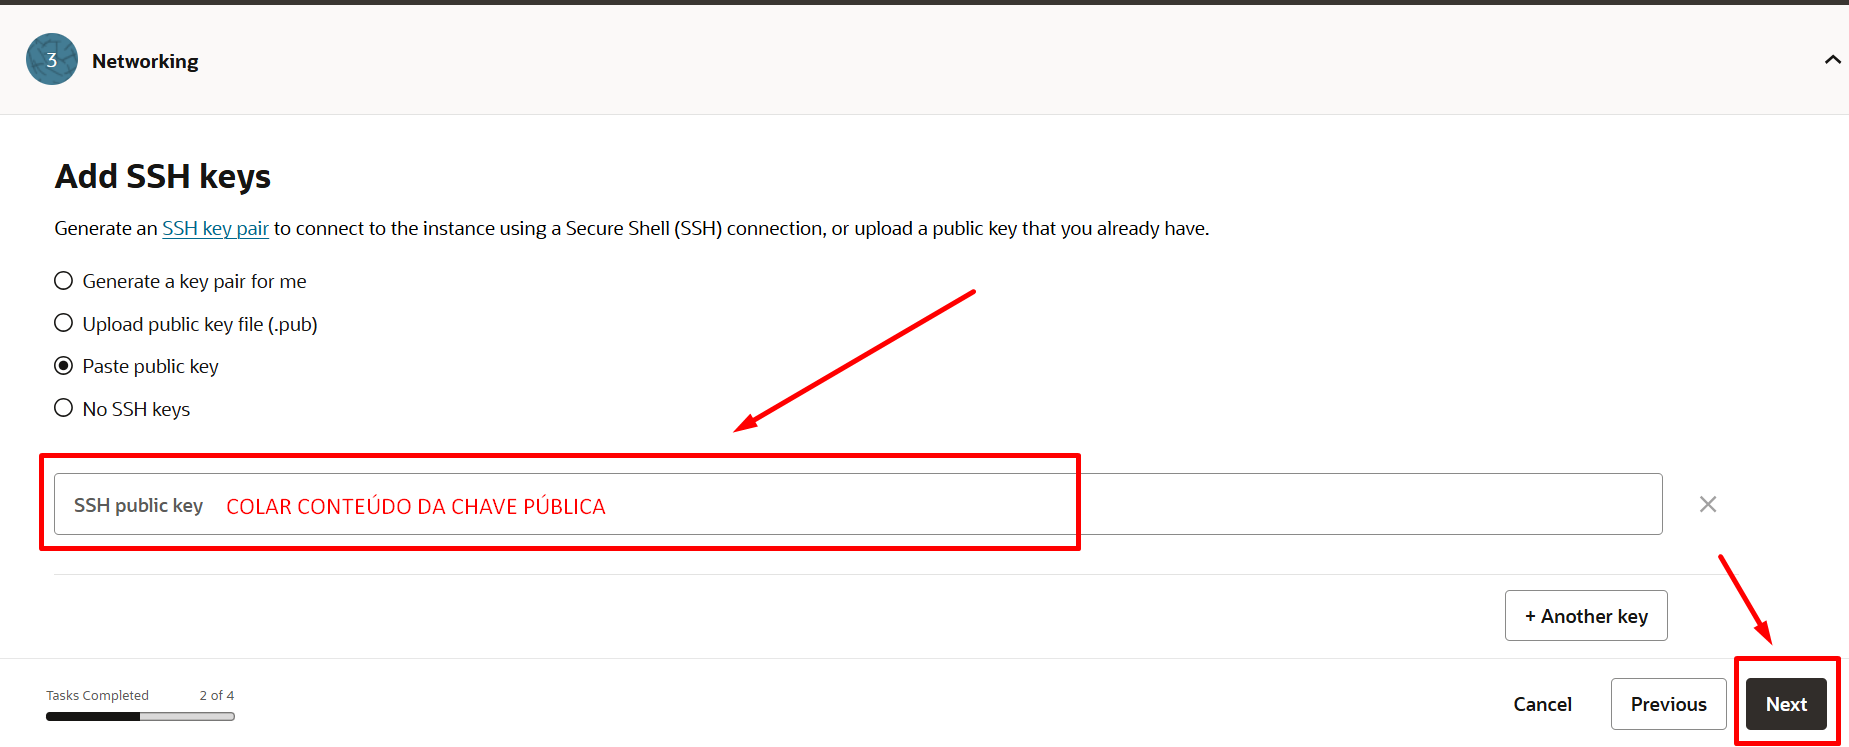 3 Networking
Add SSH keys
Generate an SSH key pair to connect to the instance using a Secure Shell (SSH) connection, or upload a public key that you already have.
Generate a key pair for me
Upload public key file (.pub)
Paste public key
No SSH keys
SSH public key COLAR CONTEÚDO DA CHAVE PÚBLICA
+ Another key
Tasks Completed 2 of 4
Cancel Previous Next